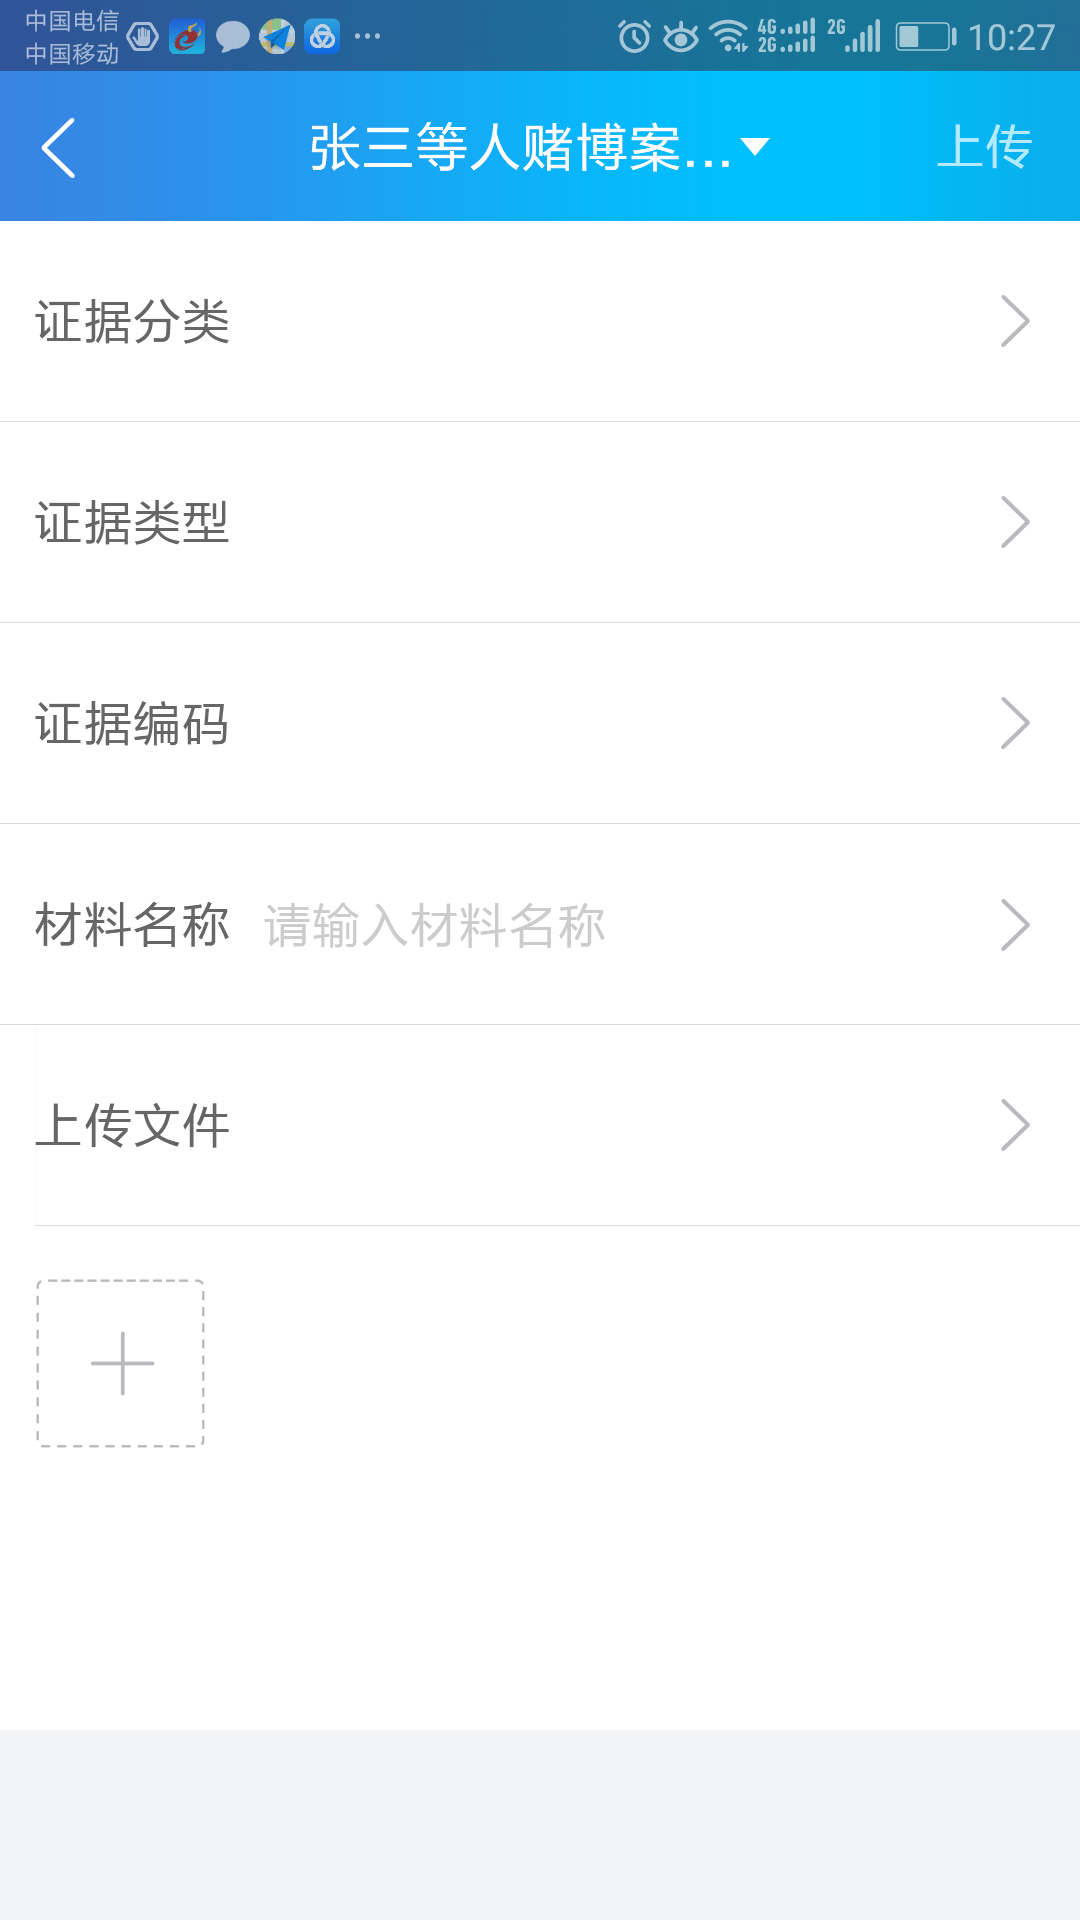 中国电信
中国移动
4G
2G
2G
10:27
张三等人赌博案...
上传
证据分类
证据类型
证据编码
材料名称 请输入材料名称
上传文件